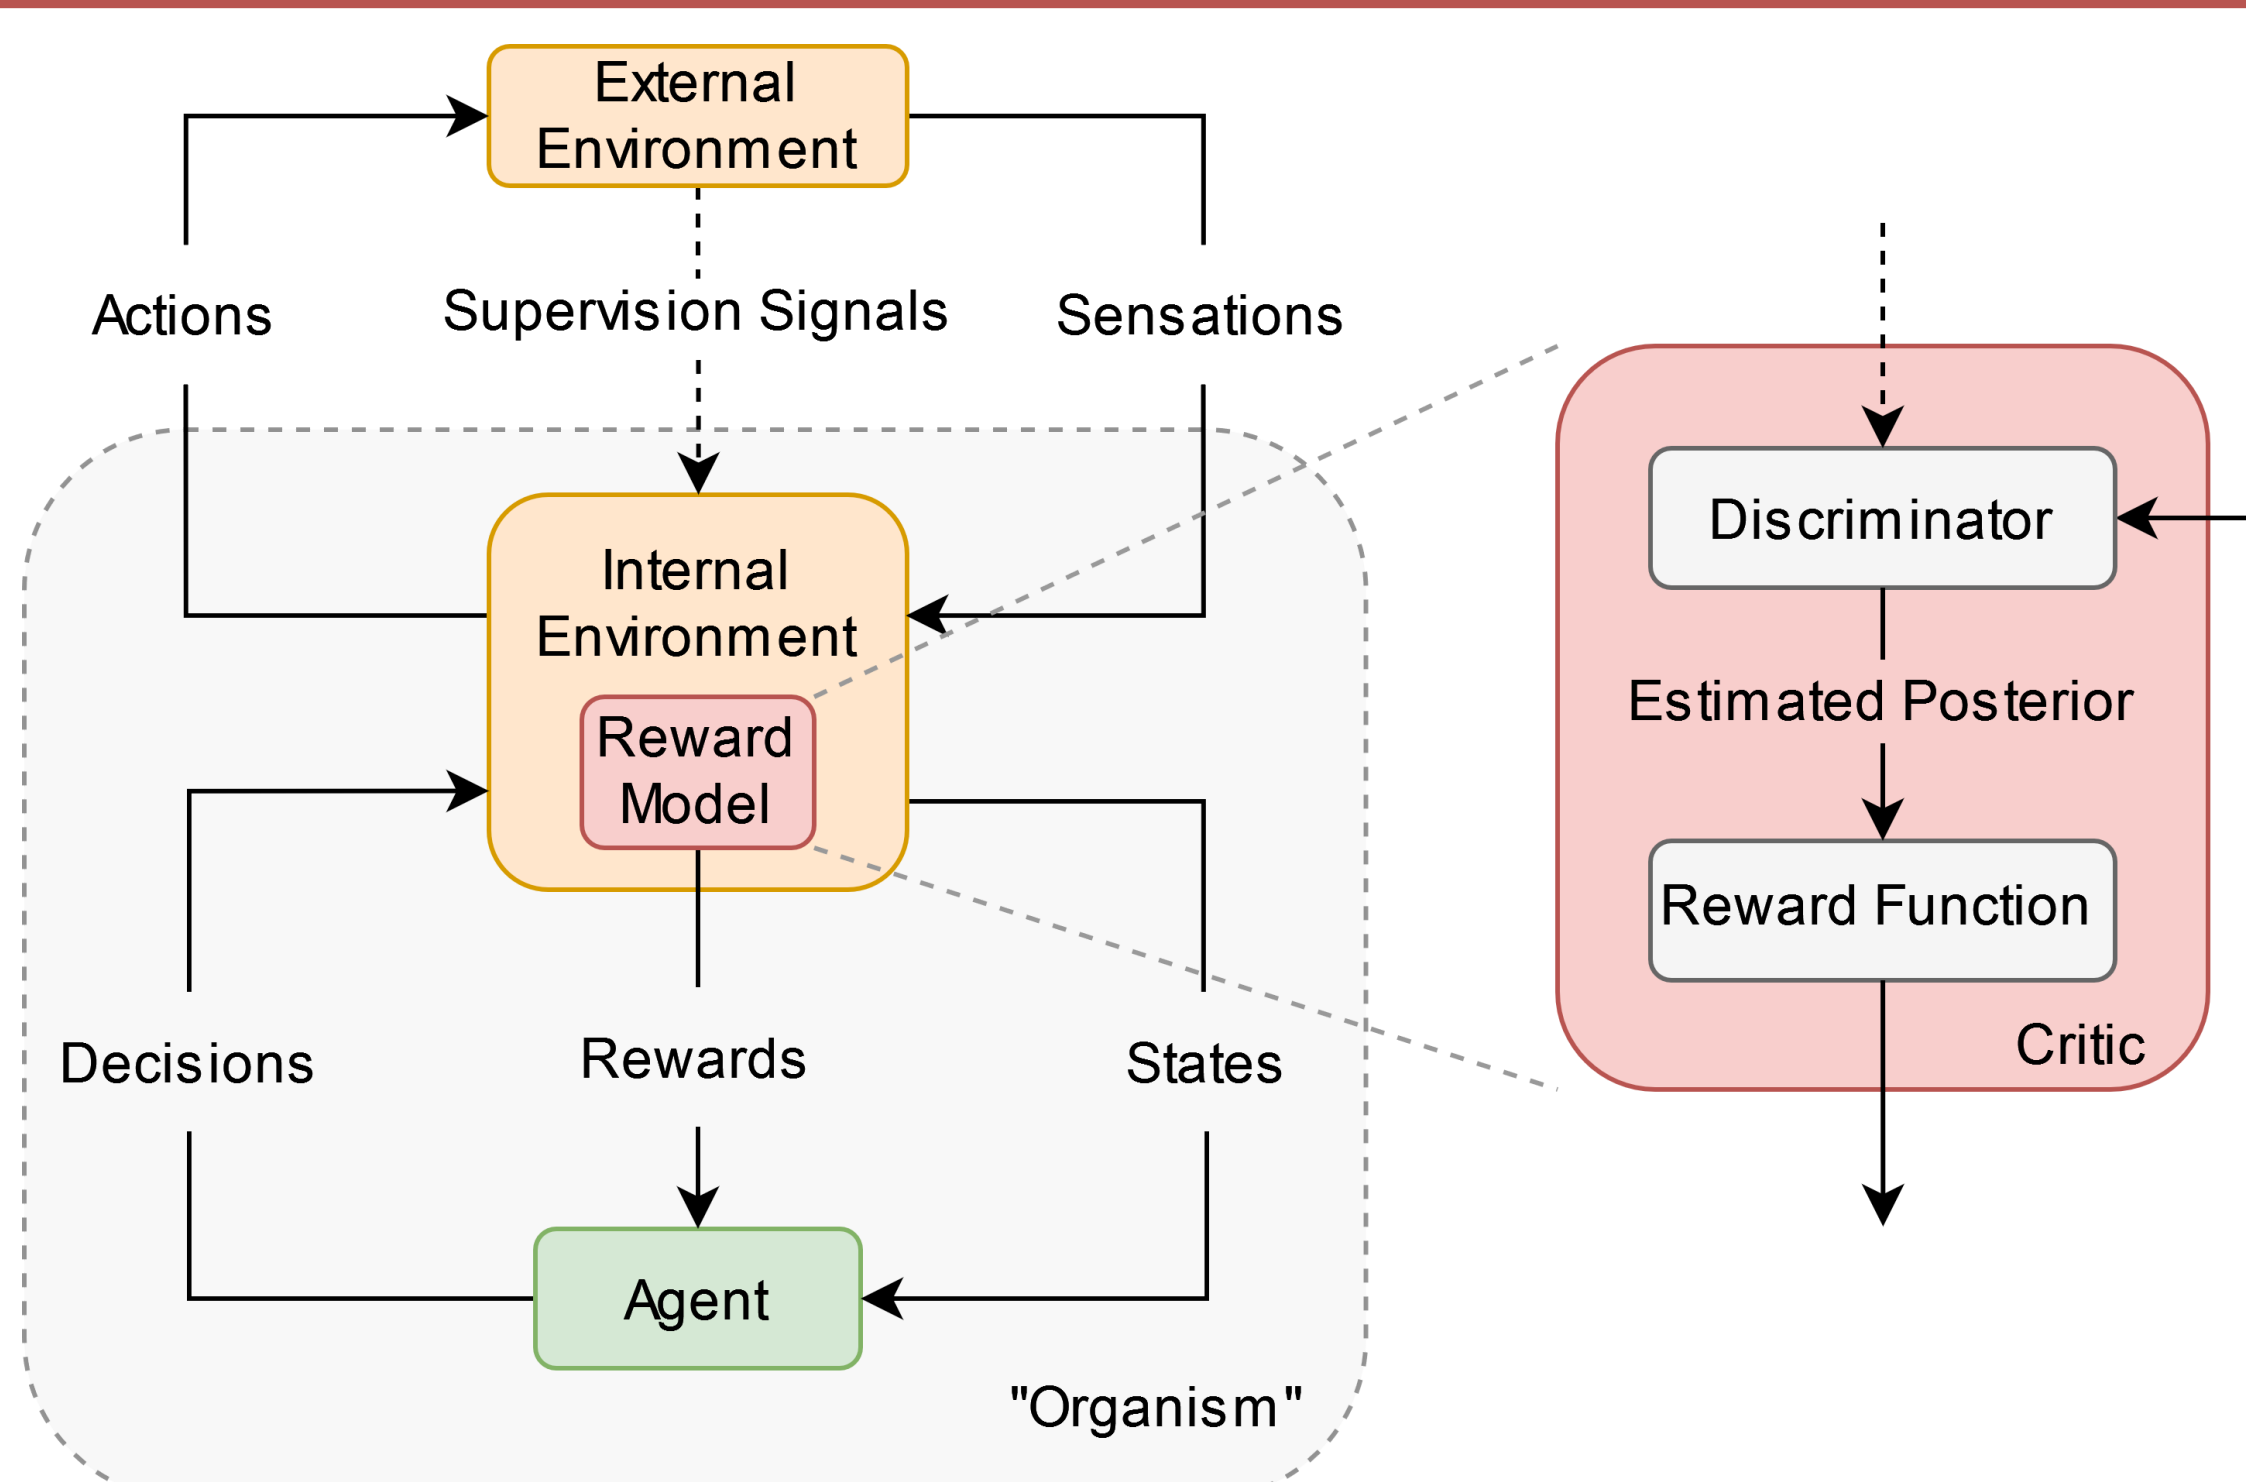 External
Environment
Actions
Supervision Signals
Sensations
Internal
Environment
Reward
Model
Decisions
Rewards
States
Agent
"Organism"
Discriminator
Estimated Posterior
Reward Function
Critic